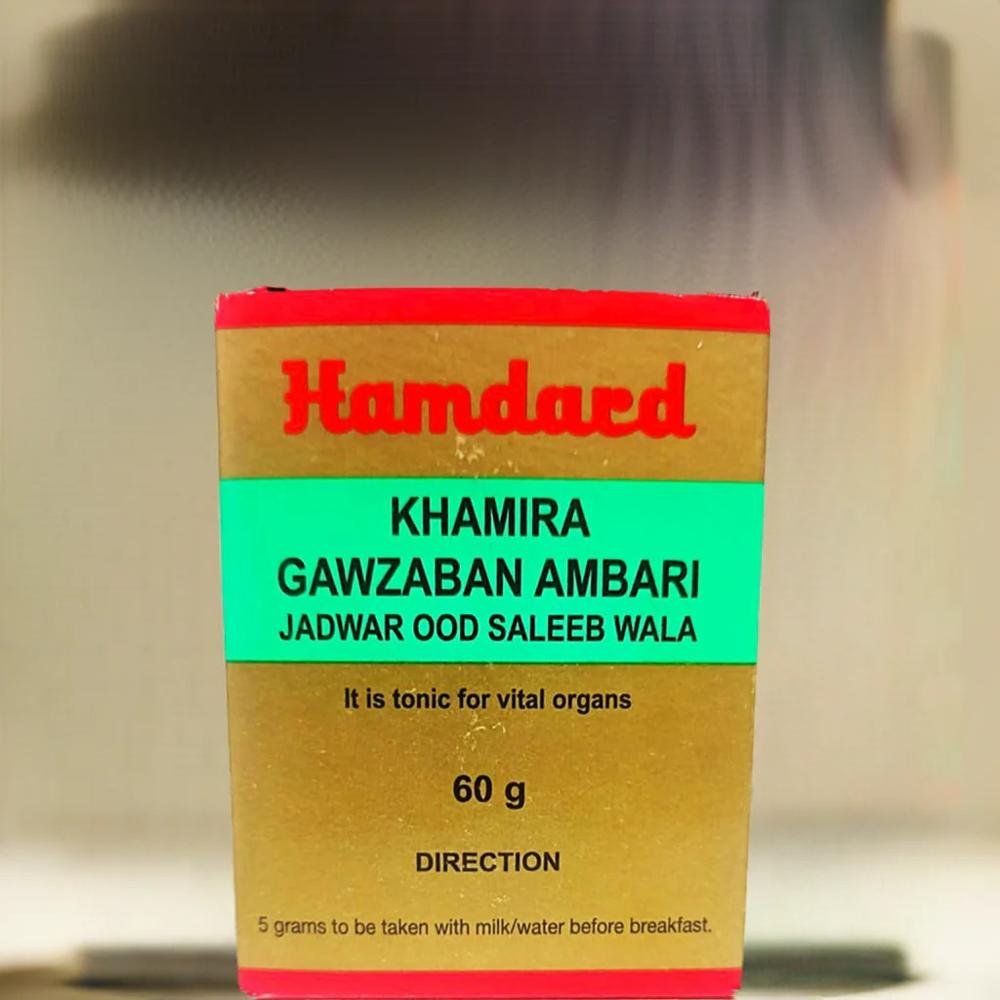 Hamdard
KHAMIRA
GAWZABAN AMBARI
JADWAR OOD SALEEB WALA
It is tonic for vital organs
60 g
DIRECTION
5 grams to be taken with milk/water before breakfast.